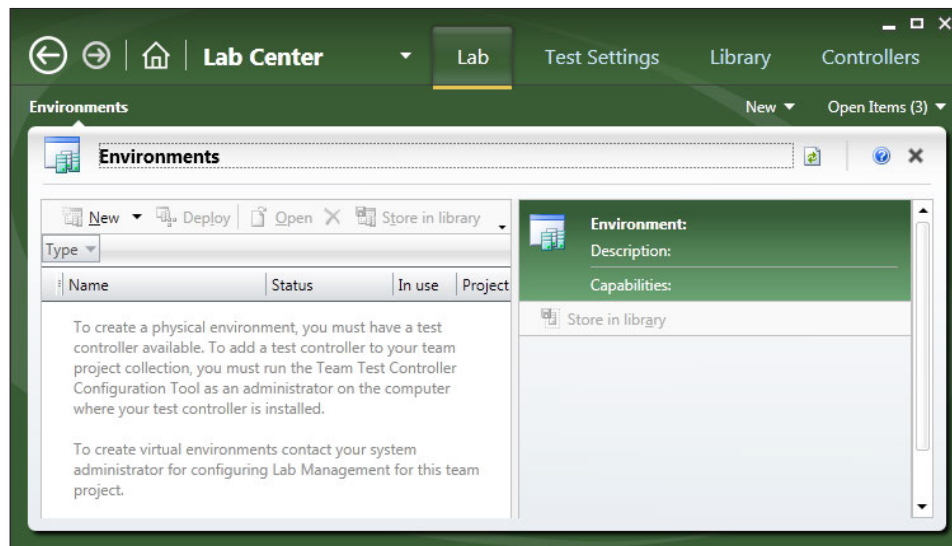 Lab Center
Lab
Test Settings
Library
Controllers
Environments
New
Open Items (3)
Environments
New
Deploy
Open
Store in library
Type
Name
Status
In use
Project
To create a physical environment, you must have a test
controller available. To add a test controller to your team
project collection, you must run the Team Test Controller
Configuration Tool as an administrator on the computer
where your test controller is installed.
To create virtual environments contact your system
administrator for configuring Lab Management for this team
project.
Environment:
Description:
Capabilities:
Store in library